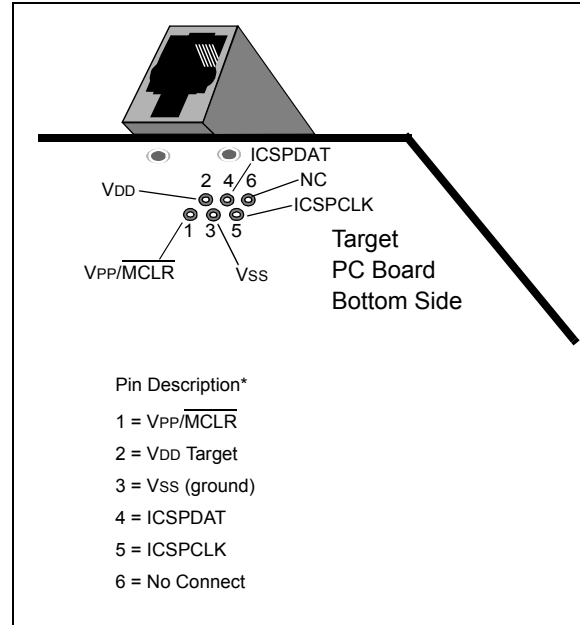 ICSPDAT
VDD
2 4 6
NC
ICSPCLK
1 3 5
VPP/MCLR
VSS
Target
PC Board
Bottom Side
Pin Description*
1 = VPP/MCLR
2 = VDD Target
3 = VSS (ground)
4 = ICSPDAT
5 = ICSPCLK
6 = No Connect